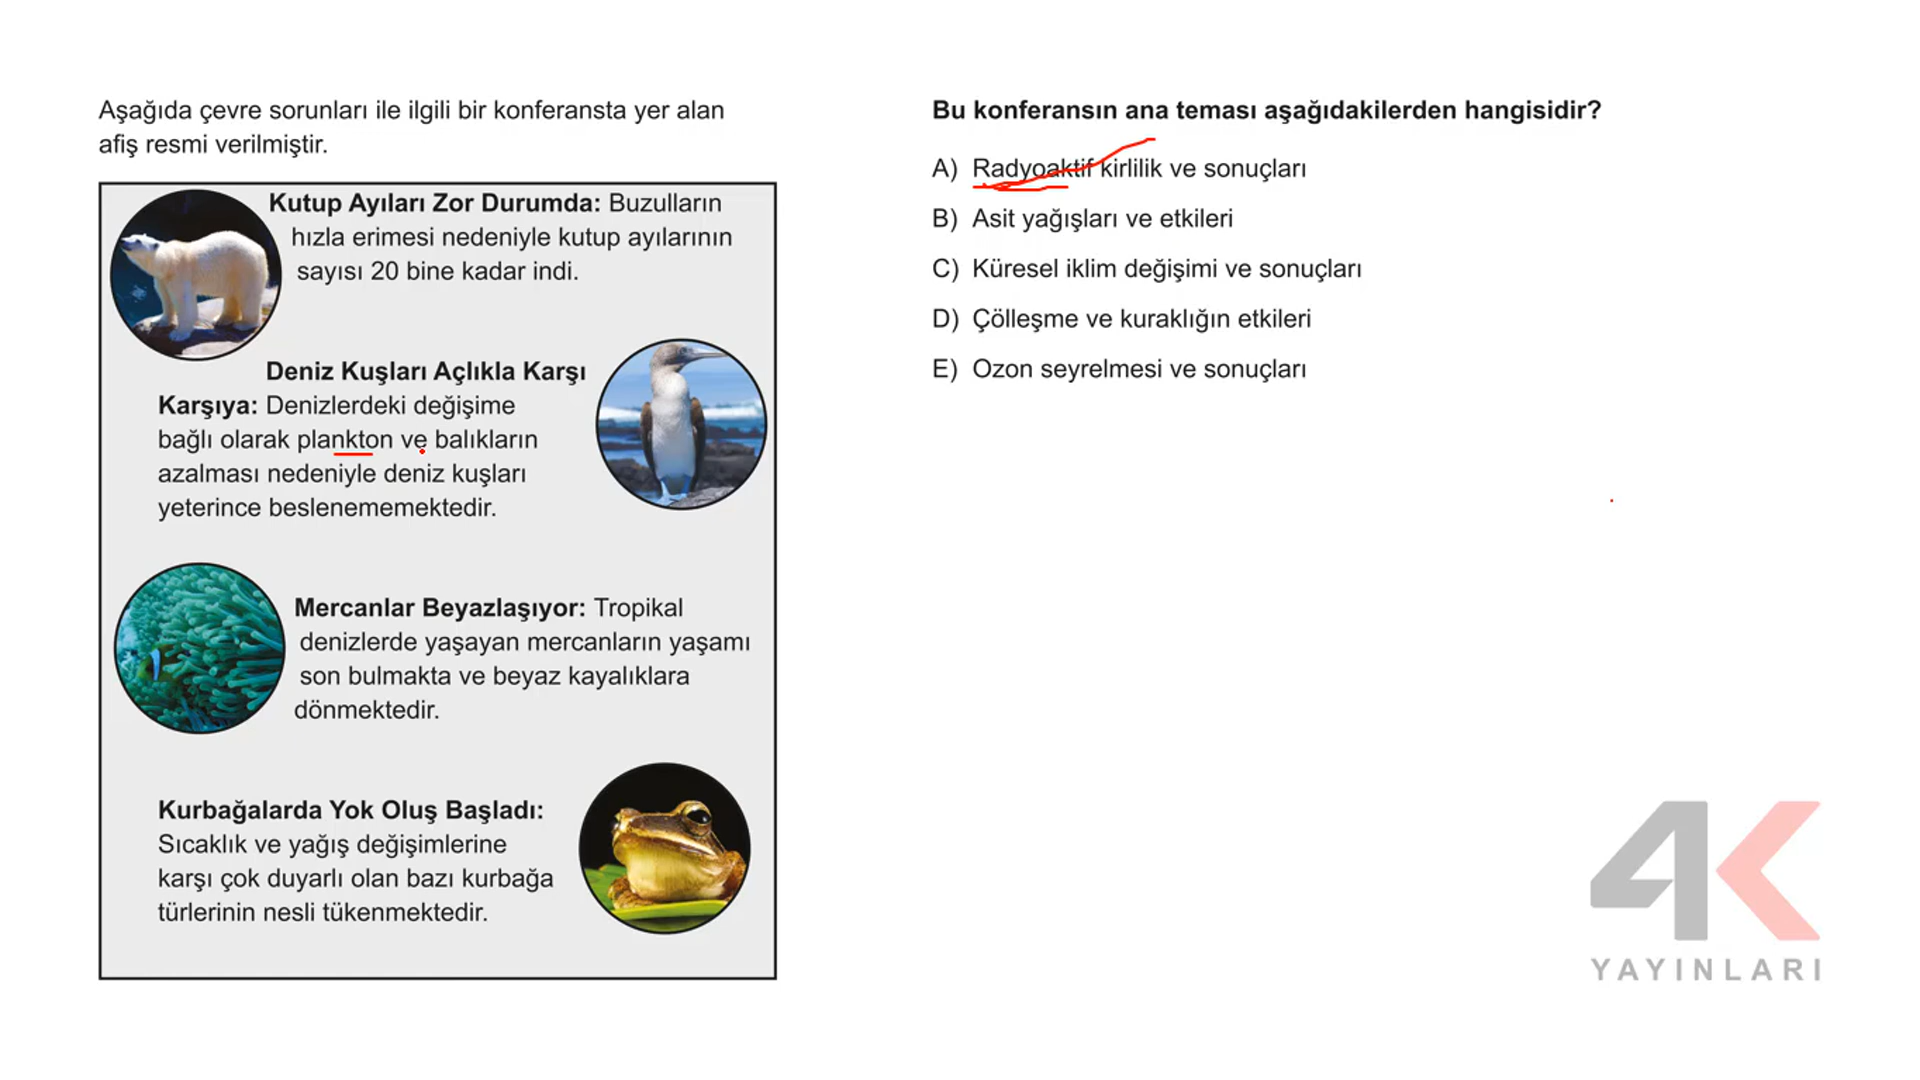 Aşağıda çevre sorunları ile ilgili bir konferansta yer alan
afiş resmi verilmiştir.
Kutup Ayıları Zor Durumda: Buzulların
hızla erimesi nedeniyle kutup ayılarının
sayısı 20 bine kadar indi.
Deniz Kuşları Açlıkla Karşı
Karşıya: Denizlerdeki değişime
bağlı olarak plankton ve balıkların
azalması nedeniyle deniz kuşları
yeterince beslenememektedir.
Mercanlar Beyazlaşıyor: Tropikal
denizlerde yaşayan mercanların yaşamı
son bulmakta ve beyaz kayalıklara
dönmektedir.
Kurbağalarda Yok Oluş Başladı:
Sıcaklık ve yağış değişimlerine
karşı çok duyarlı olan bazı kurbağa
türlerinin nesli tükenmektedir.
Bu konferansın ana teması aşağıdakilerden hangisidir?
A) Radyoaktif kirlilik ve sonuçları
B) Asit yağışları ve etkileri
C) Küresel iklim değişimi ve sonuçları
D) Çölleşme ve kuraklığın etkileri
E) Ozon seyrelmesi ve sonuçları
4K
YAYINLARI